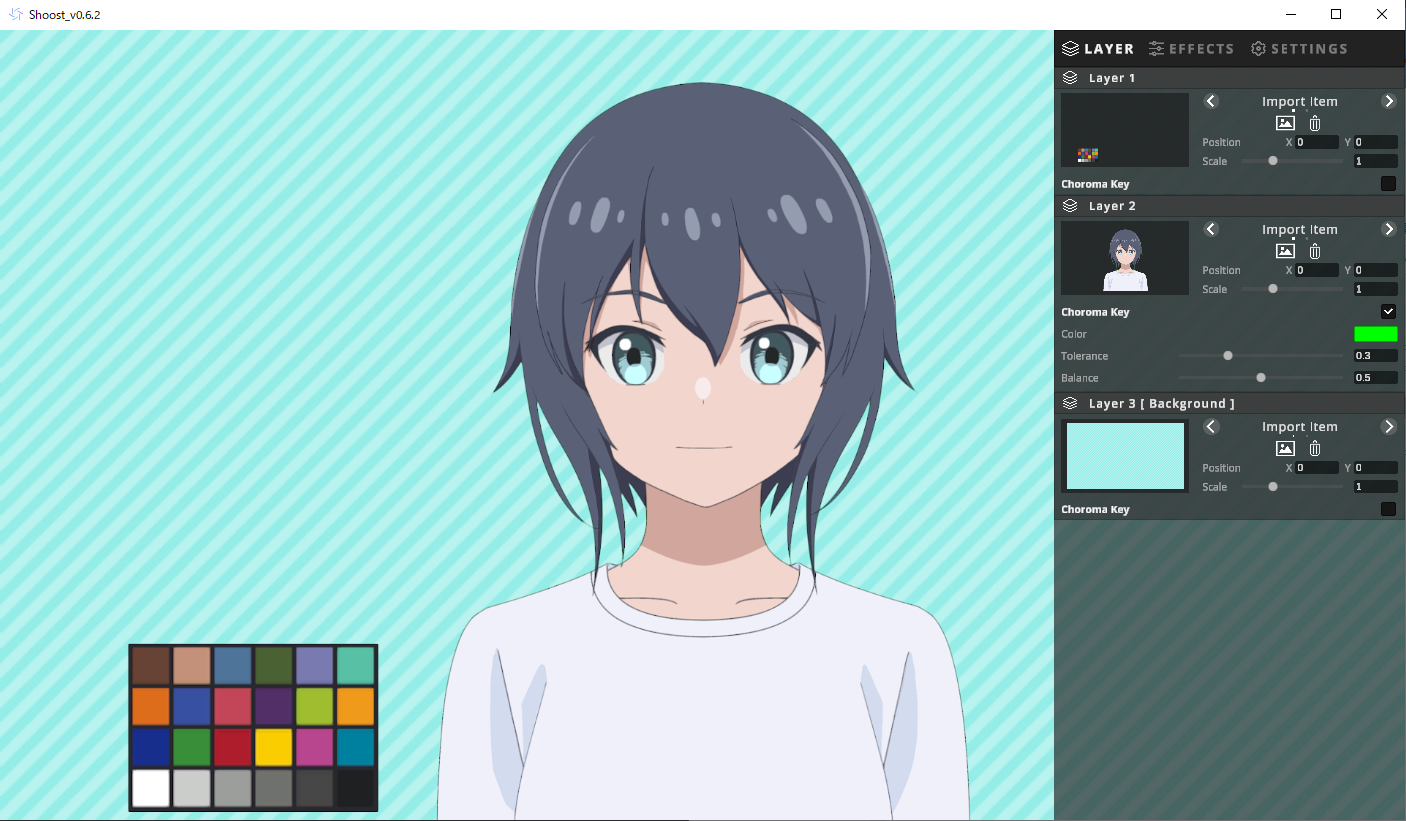 Shoost_v0.6.2
LAYER EFFECTS SETTINGS
Layer 1
Import Item
Position X 0 Y 0
Scale 1
Choroma Key
Layer 2
Import Item
Position X 0 Y 0
Scale 1
Choroma Key
Color
Tolerance 0.3
Balance 0.5
Layer 3 [ Background ]
Import Item
Position X 0 Y 0
Scale 1
Choroma Key